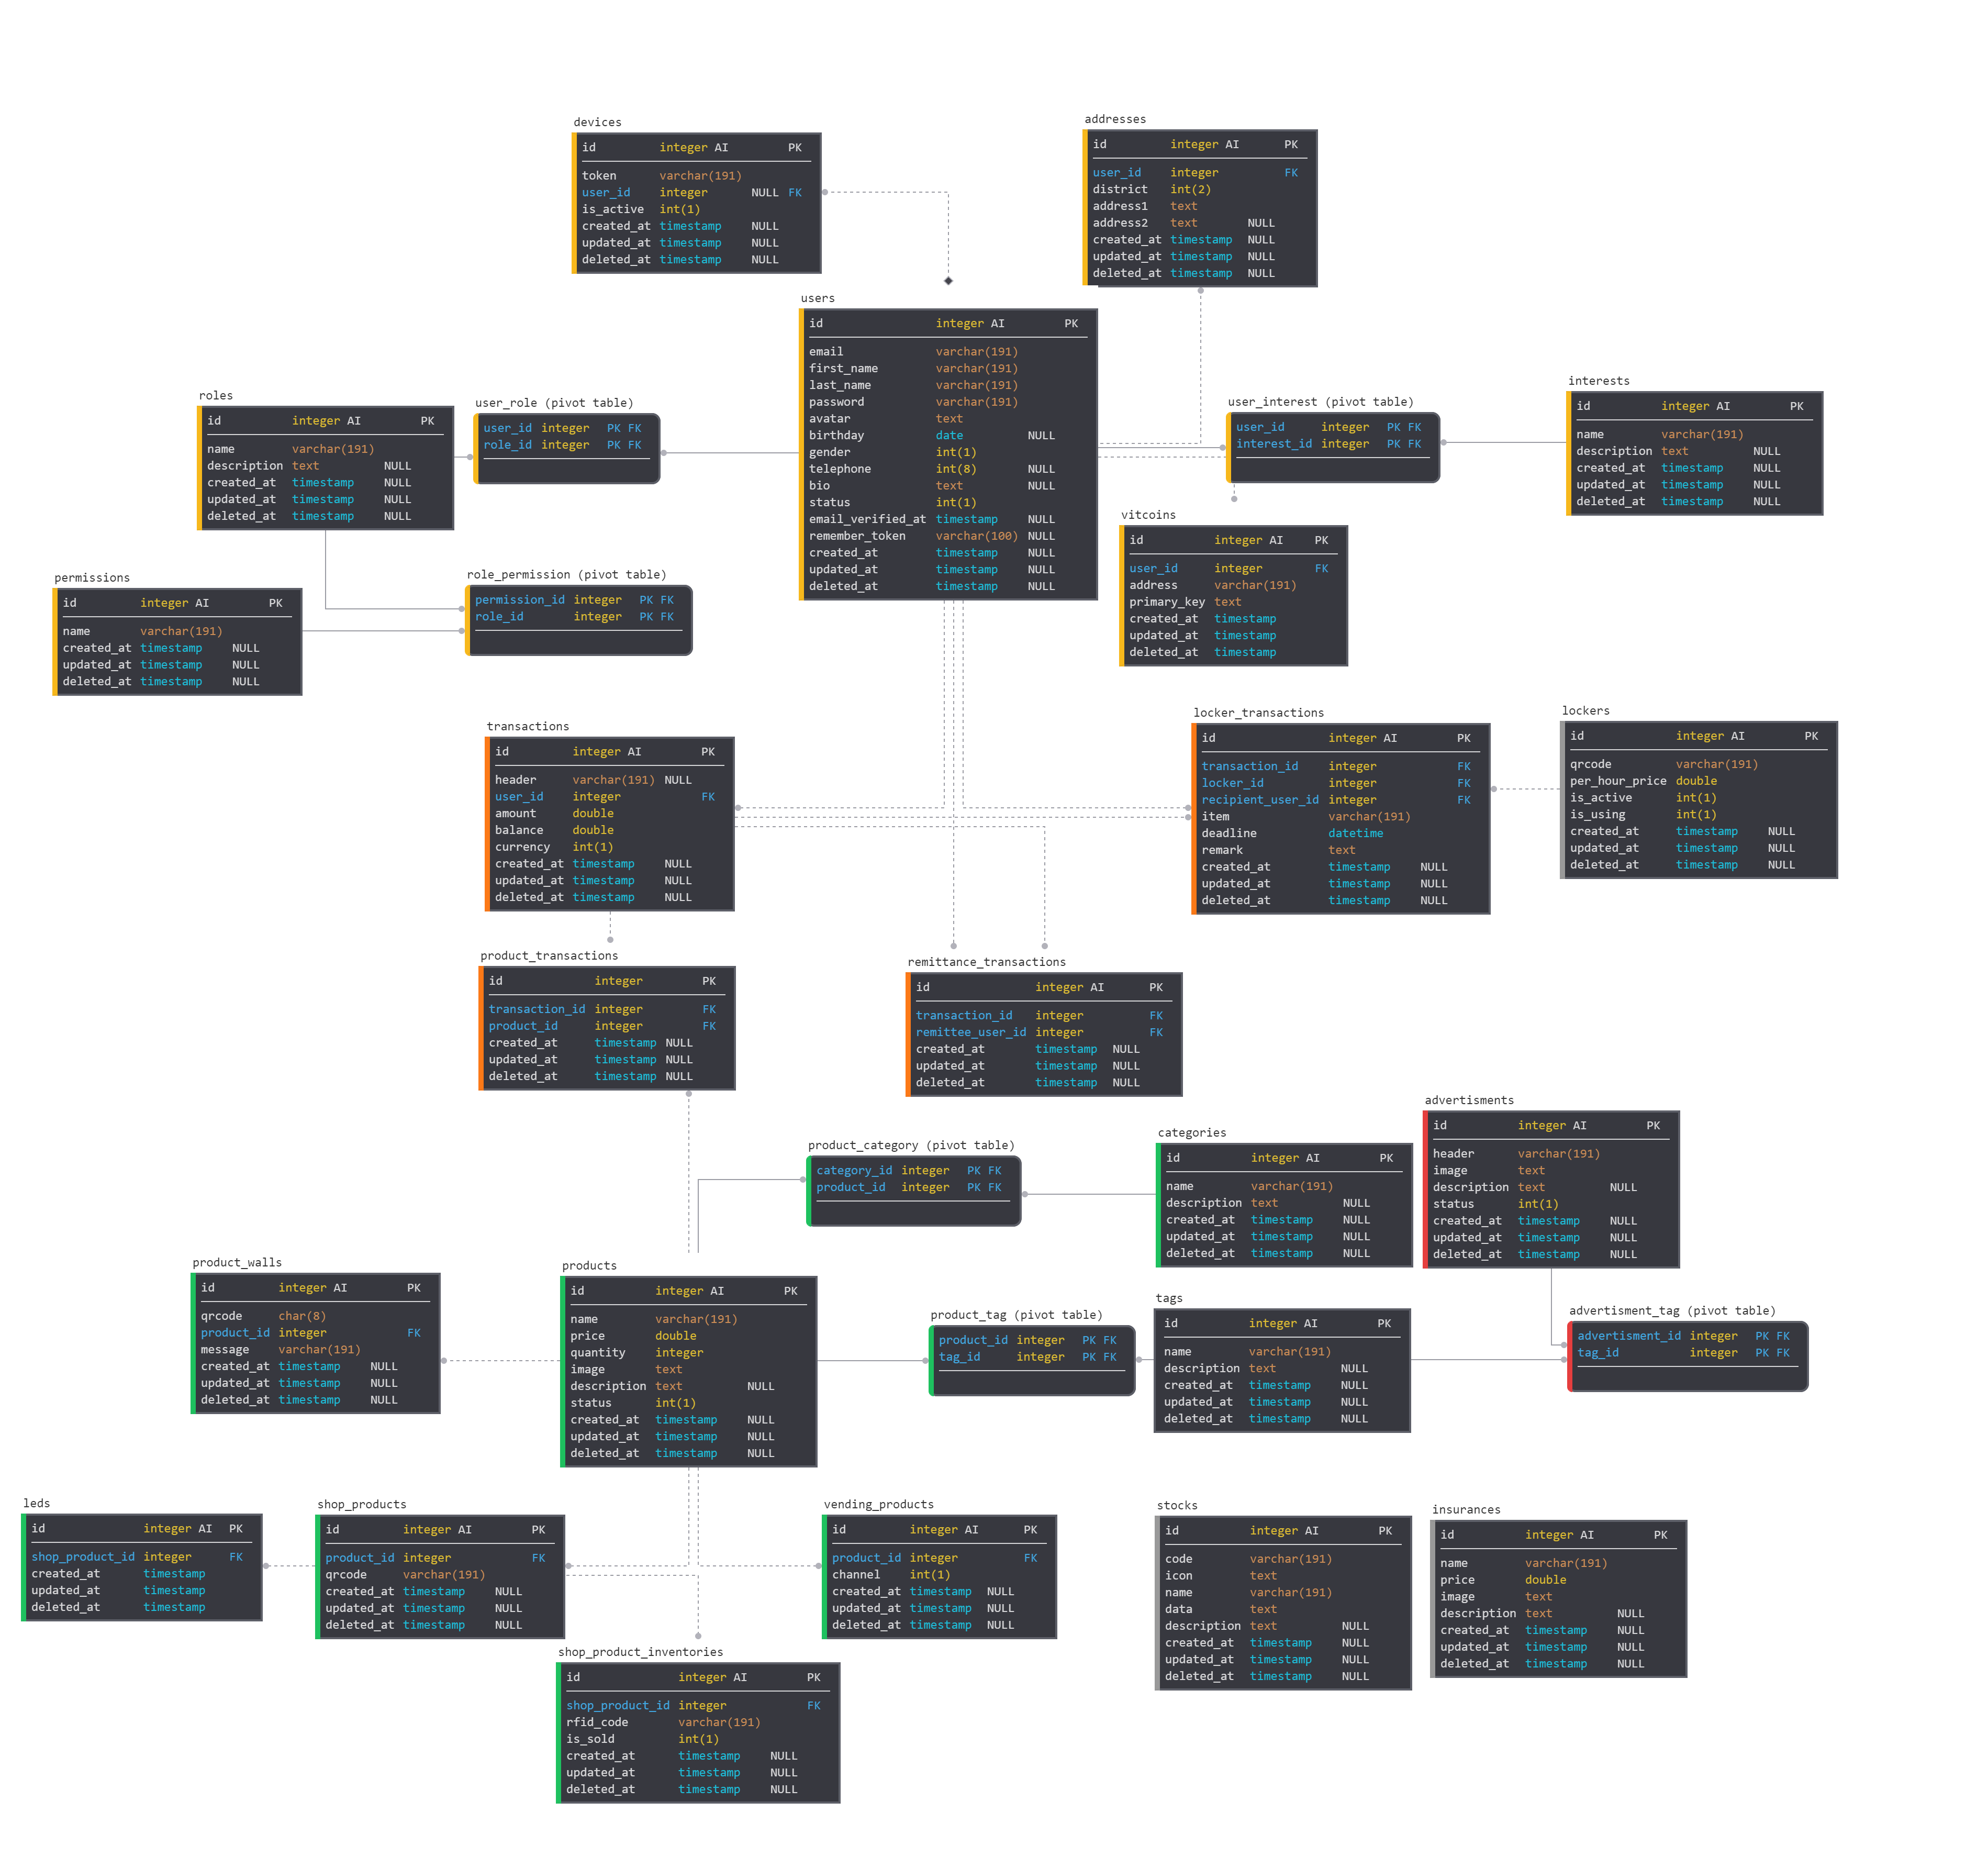 devices
id integer AI PK
token varchar(191)
user_id integer NULL FK
is_active int(1)
created_at timestamp NULL
updated_at timestamp NULL
deleted_at timestamp NULL
addresses
id integer AI PK
user_id integer FK
district int(2)
address1 text
address2 text NULL
created_at timestamp NULL
updated_at timestamp NULL
deleted_at timestamp NULL
users
id integer AI PK
email varchar(191)
first_name varchar(191)
last_name varchar(191)
password varchar(191)
avatar text
birthday date NULL
gender int(1)
telephone int(8) NULL
bio text NULL
status int(1)
email_verified_at timestamp NULL
remember_token varchar(100) NULL
created_at timestamp NULL
updated_at timestamp NULL
deleted_at timestamp NULL
roles
id integer AI PK
name varchar(191)
description text NULL
created_at timestamp NULL
updated_at timestamp NULL
deleted_at timestamp NULL
user_role (pivot table)
user_id integer PK FK
role_id integer PK FK
user_interest (pivot table)
user_id integer PK FK
interest_id integer PK FK
interests
id integer AI PK
name varchar(191)
description text NULL
created_at timestamp NULL
updated_at timestamp NULL
deleted_at timestamp NULL
vitcoins
id integer AI PK
user_id integer FK
address varchar(191)
primary_key text
created_at timestamp
updated_at timestamp
deleted_at timestamp
permissions
id integer AI PK
name varchar(191)
created_at timestamp NULL
updated_at timestamp NULL
deleted_at timestamp NULL
role_permission (pivot table)
permission_id integer PK FK
role_id integer PK FK
transactions
id integer AI PK
header varchar(191) NULL
user_id integer FK
amount double
balance double
currency int(1)
created_at timestamp NULL
updated_at timestamp NULL
deleted_at timestamp NULL
locker_transactions
id integer AI PK
transaction_id integer FK
locker_id integer FK
recipient_user_id integer FK
item varchar(191)
deadline datetime
remark text
created_at timestamp NULL
updated_at timestamp NULL
deleted_at timestamp NULL
lockers
id integer AI PK
qrcode varchar(191)
per_hour_price double
is_active int(1)
is_using int(1)
created_at timestamp NULL
updated_at timestamp NULL
deleted_at timestamp NULL
product_transactions
id integer PK
transaction_id integer FK
product_id integer FK
created_at timestamp NULL
updated_at timestamp NULL
deleted_at timestamp NULL
remittance_transactions
id integer AI PK
transaction_id integer FK
remittee_user_id integer FK
created_at timestamp NULL
updated_at timestamp NULL
deleted_at timestamp NULL
product_category (pivot table)
category_id integer PK FK
product_id integer PK FK
categories
id integer AI PK
name varchar(191)
description text NULL
created_at timestamp NULL
updated_at timestamp NULL
deleted_at timestamp NULL
advertisments
id integer AI PK
header varchar(191)
image text
description text NULL
status int(1)
created_at timestamp NULL
updated_at timestamp NULL
deleted_at timestamp NULL
product_walls
id integer AI PK
qrcode char(8)
product_id integer FK
message varchar(191)
created_at timestamp NULL
updated_at timestamp NULL
deleted_at timestamp NULL
products
id integer AI PK
name varchar(191)
price double
quantity integer
image text
description text NULL
status int(1)
created_at timestamp NULL
updated_at timestamp NULL
deleted_at timestamp NULL
product_tag (pivot table)
product_id integer PK FK
tag_id integer PK FK
tags
id integer AI PK
name varchar(191)
description text NULL
created_at timestamp NULL
updated_at timestamp NULL
deleted_at timestamp NULL
advertisment_tag (pivot table)
advertisment_id integer PK FK
tag_id integer PK FK
leds
id integer AI PK
shop_product_id integer FK
created_at timestamp
updated_at timestamp
deleted_at timestamp
shop_products
id integer AI PK
product_id integer FK
qrcode varchar(191)
created_at timestamp NULL
updated_at timestamp NULL
deleted_at timestamp NULL
vending_products
id integer AI PK
product_id integer FK
channel int(1)
created_at timestamp NULL
updated_at timestamp NULL
deleted_at timestamp NULL
stocks
id integer AI PK
code varchar(191)
icon text
name varchar(191)
data text
description text NULL
created_at timestamp NULL
updated_at timestamp NULL
deleted_at timestamp NULL
insurances
id integer AI PK
name varchar(191)
price double
image text
description text NULL
created_at timestamp NULL
updated_at timestamp NULL
deleted_at timestamp NULL
shop_product_inventories
id integer AI PK
shop_product_id integer FK
rfid_code varchar(191)
is_sold int(1)
created_at timestamp NULL
updated_at timestamp NULL
deleted_at timestamp NULL